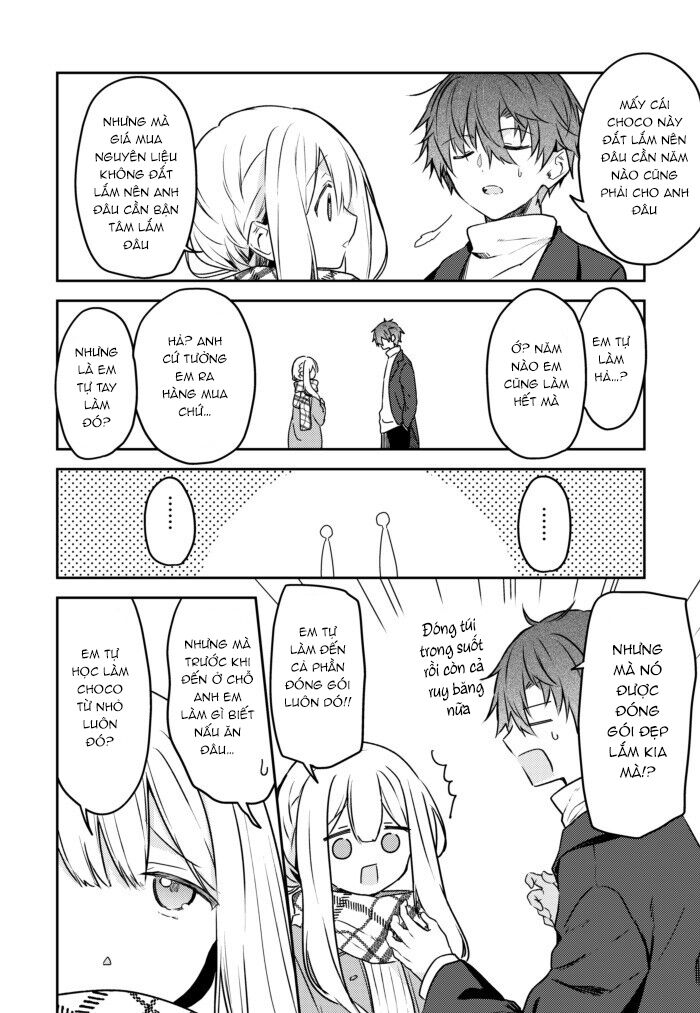 MẤY CÁI
CHOCO NÀY
ĐẮT LẮM NÊN
ĐÂU CẦN NĂM
NÀO CŨNG
PHẢI CHO ANH
ĐÂU
NHƯNG MÀ
GIÁ MUA
NGUYÊN LIỆU
KHÔNG ĐẮT
LẮM NÊN ANH
ĐÂU CẦN BẬN
TÂM LẮM
ĐÂU
EM TỰ
LÀM
HẢ...?
Ớ? NĂM
NÀO EM
CŨNG LÀM
HẾT MÀ
HẢ? ANH
CỨ TƯỞNG
EM RA
HÀNG MUA
CHỨ...
NHƯNG
LÀ EM
TỰ TAY
LÀM
ĐÓ?
......
......
NHƯNG
MÀ NÓ
ĐƯỢC
ĐÓNG
GÓI ĐẸP
LẮM KIA
MÀ!?
Đóng túi
trong suốt
rồi còn cả
ruy băng
nữa
EM TỰ
LÀM ĐẾN
CẢ PHẦN
ĐÓNG GÓI
LUÔN ĐÓ!!
NHƯNG MÀ
TRƯỚC KHI
ĐẾN Ở CHỖ
ANH EM
LÀM GÌ BIẾT
NẤU ĂN
ĐÂU...
EM TỰ
HỌC LÀM
CHOCO
TỪ NHỎ
LUÔN
ĐÓ?